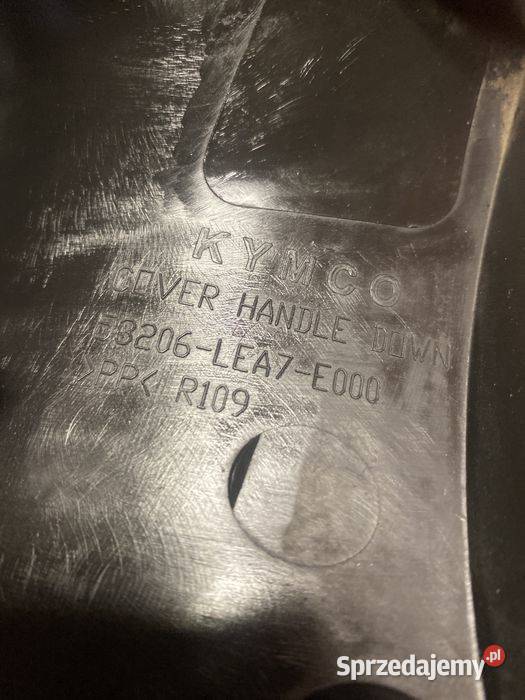 KYMCO
COVER HANDLE DOWN
53206-LEA7-E000
>PP< R109
Sprzedajemy.pl